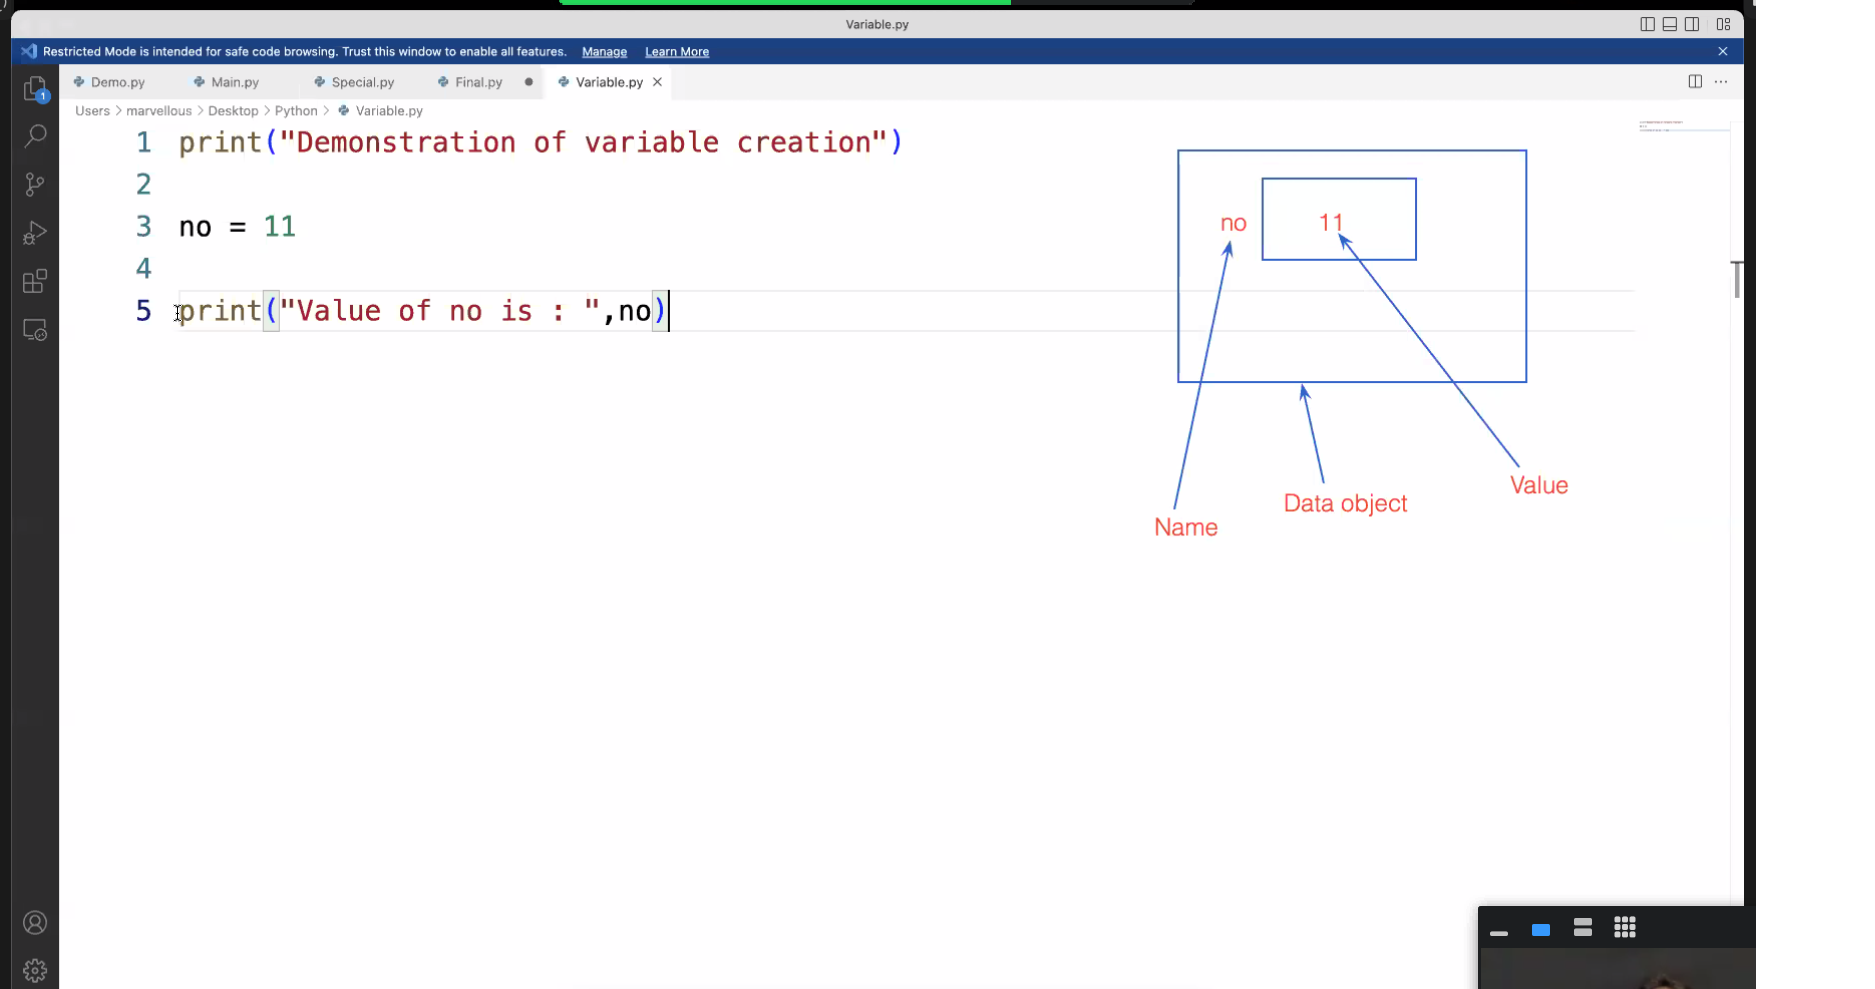 Variable.py
Restricted Mode is intended for safe code browsing. Trust this window to enable all features. Manage Learn More
Demo.py Main.py Special.py Final.py Variable.py
Users > marvellous > Desktop > Python > Variable.py
1
1 print("Demonstration of variable creation")
2
3 no = 11
4
5 print("Value of no is : ",no)
no 11
Value
Data object
Name